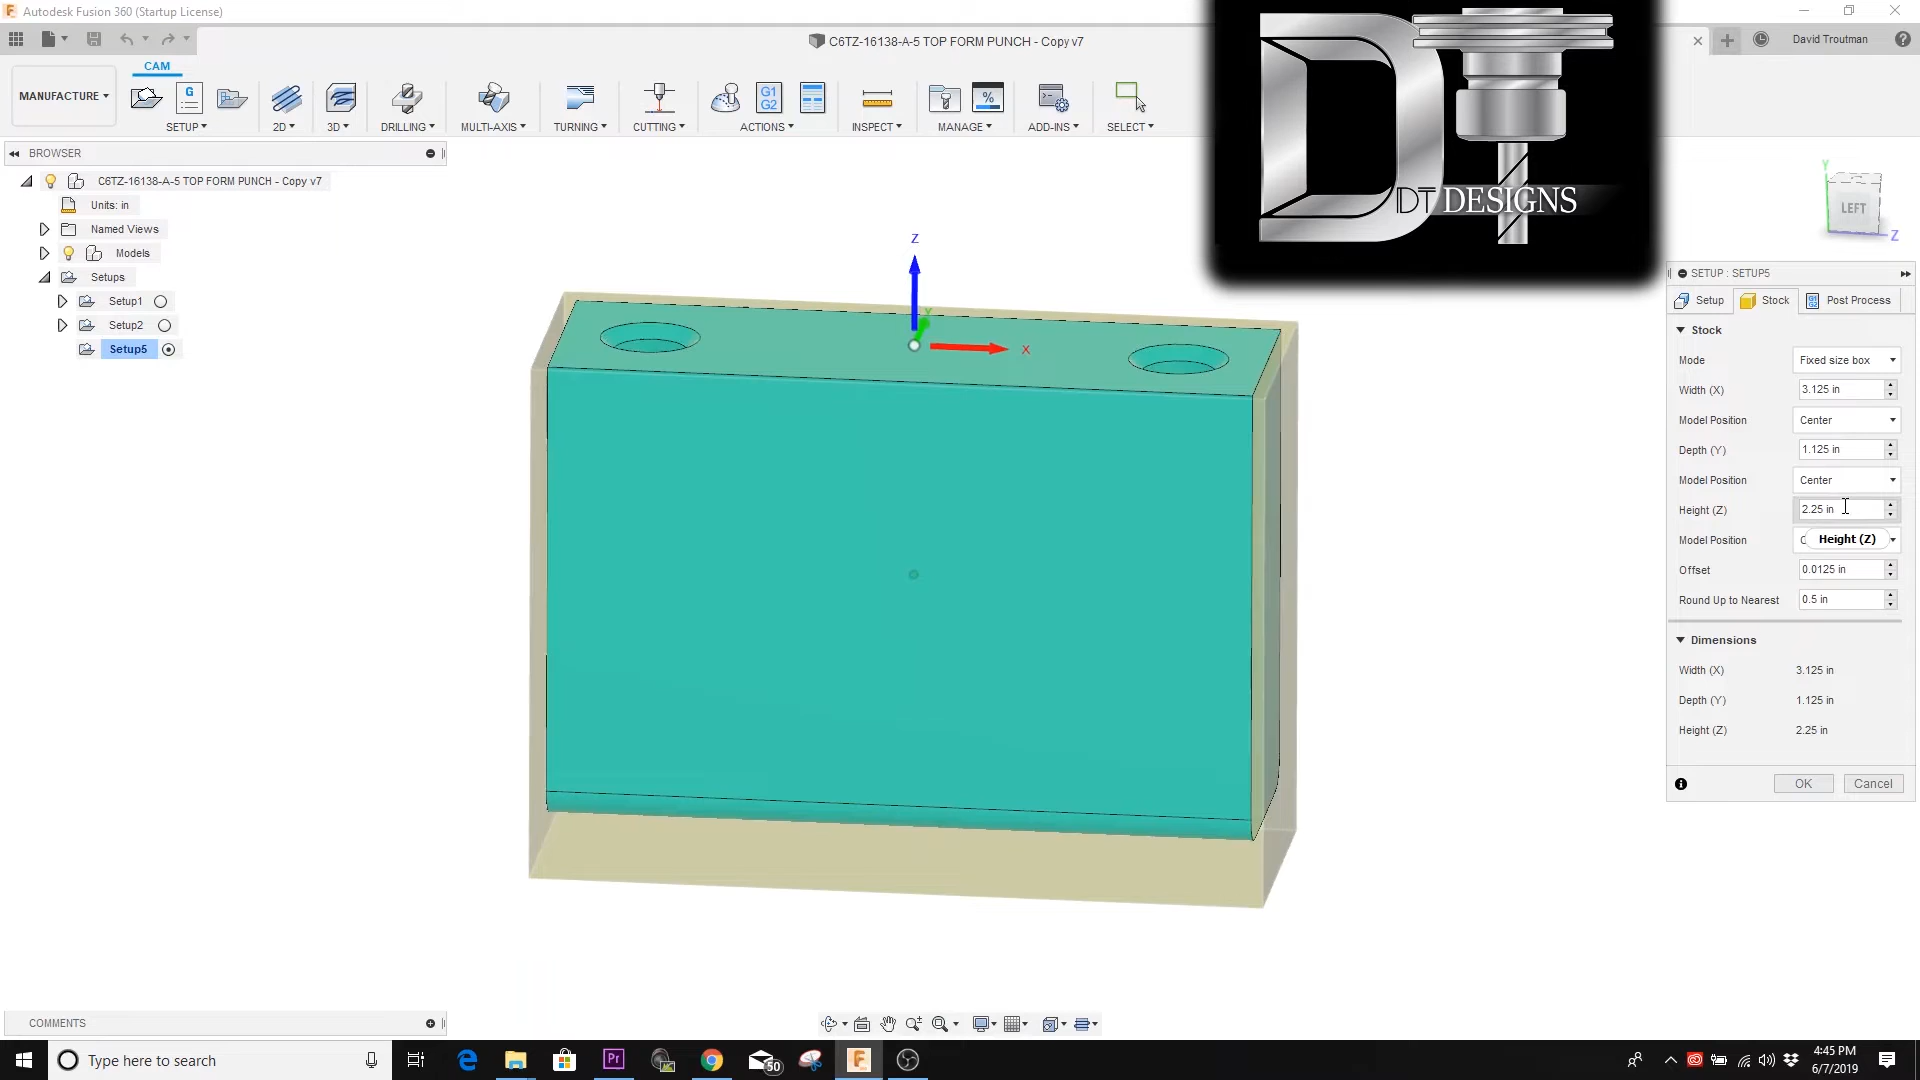 Autodesk Fusion 360 (Startup License)
C6TZ-16138-A-5 TOP FORM PUNCH - Copy v7
David Troutman
MANUFACTURE
CAM
SETUP
2D
3D
DRILLING
MULTI-AXIS
TURNING
CUTTING
G1
G2
ACTIONS
INSPECT
MANAGE
ADD-INS
SELECT
DT DESIGNS
BROWSER
C6TZ-16138-A-5 TOP FORM PUNCH - Copy v7
Units: in
Named Views
Models
Setups
Setup1
Setup2
Setup5
Z
Y
X
Y
LEFT
Z
SETUP : SETUP5
Setup
Stock
Post Process
Stock
Mode Fixed size box
Width (X) 3.125 in
Model Position Center
Depth (Y) 1.125 in
Model Position Center
Height (Z) 2.25 in
Model Position
Height (Z)
Offset 0.0125 in
Round Up to Nearest 0.5 in
Dimensions
Width (X) 3.125 in
Depth (Y) 1.125 in
Height (Z) 2.25 in
OK
Cancel
COMMENTS
Type here to search
Pr
50
4:45 PM
6/7/2019